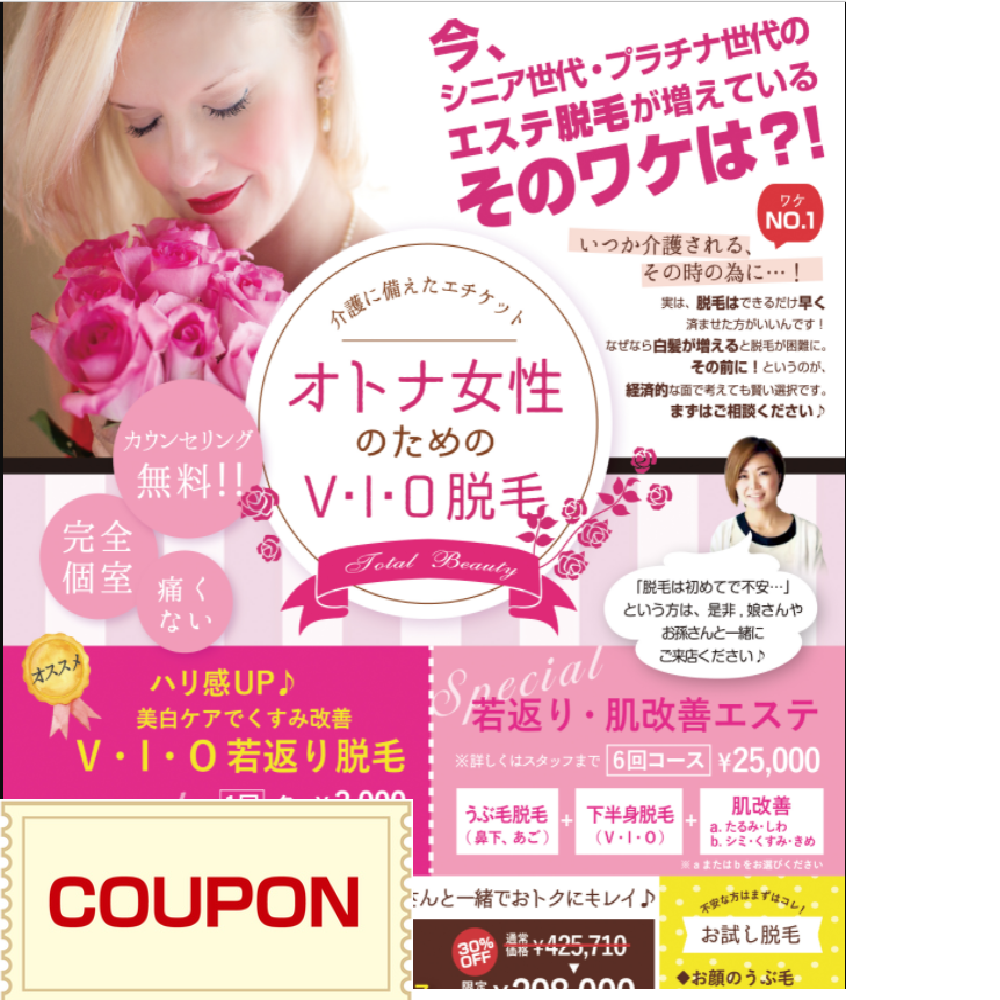 今、
シニア世代・プラチナ世代の
エステ脱毛が増えている
そのワケは?!
ワケ
NO.1
いつか介護される、
その時の為に…！
実は、脱毛はできるだけ早く
済ませた方がいいんです！
なぜなら白髪が増えると脱毛が困難に。
その前に！というのが、
経済的な面で考えても賢い選択です。
まずはご相談ください♪
介護に備えたエチケット
オトナ女性
のための
V・I・O脱毛
Total Beauty
カウンセリング
無料!!
完全
個室
痛く
ない
「脱毛は初めてで不安…」
という方は、是非,娘さんや
お孫さんと一緒に
ご来店ください♪
オススメ
ハリ感UP♪
美白ケアでくすみ改善
V・I・O若返り脱毛
Special
若返り・肌改善エステ
※詳しくはスタッフまで 6回コース ¥25,000
うぶ毛脱毛
（鼻下、あご）
+
下半身脱毛
（V・I・O）
+
肌改善
a. たるみ・しわ
b. シミ・くすみ・きめ
※aまたはbをお選びください
COUPON
さんと一緒でおトクにキレイ♪
30%
OFF
通常
価格 ¥425,710
▼
不安な方はまずはコレ！
お試し脱毛
◆お顔のうぶ毛